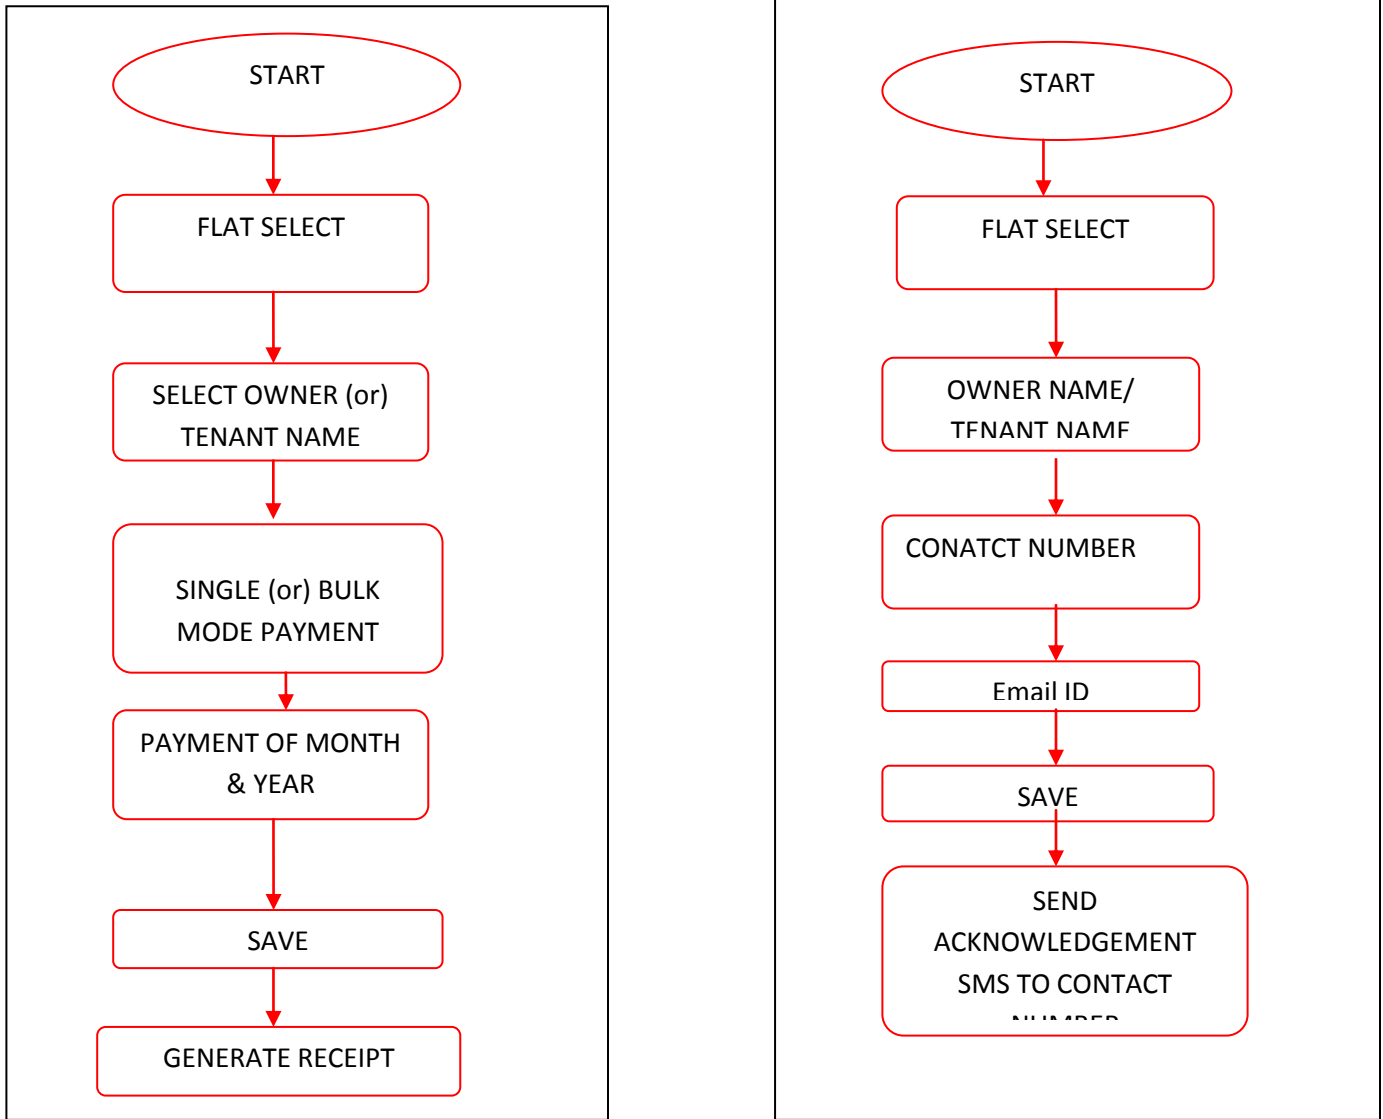 START
FLAT SELECT
SELECT OWNER (or)
TENANT NAME
SINGLE (or) BULK
MODE PAYMENT
PAYMENT OF MONTH
& YEAR
SAVE
GENERATE RECEIPT
START
FLAT SELECT
OWNER NAME/
TENANT NAME
CONATCT NUMBER
Email ID
SAVE
SEND
ACKNOWLEDGEMENT
SMS TO CONTACT
NUMBER